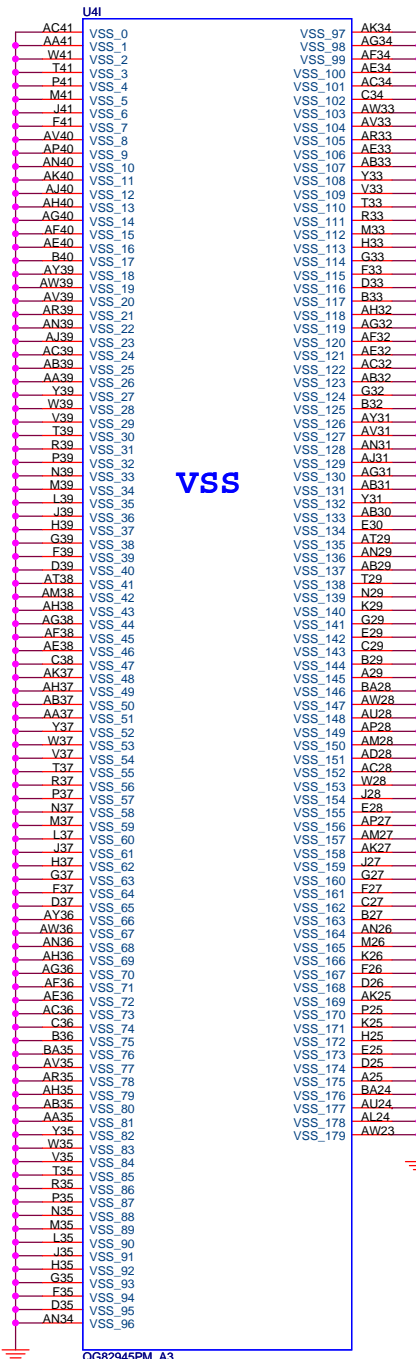 U4I
AC41 VSS_0
AA41 VSS_1
W41 VSS_2
T41 VSS_3
P41 VSS_4
M41 VSS_5
J41 VSS_6
F41 VSS_7
AV40 VSS_8
AP40 VSS_9
AN40 VSS_10
AK40 VSS_11
AJ40 VSS_12
AH40 VSS_13
AG40 VSS_14
AF40 VSS_15
AE40 VSS_16
B40 VSS_17
AY39 VSS_18
AW39 VSS_19
AV39 VSS_20
AR39 VSS_21
AN39 VSS_22
AJ39 VSS_23
AC39 VSS_24
AB39 VSS_25
AA39 VSS_26
Y39 VSS_27
W39 VSS_28
V39 VSS_29
T39 VSS_30
R39 VSS_31
P39 VSS_32
N39 VSS_33
M39 VSS_34
L39 VSS_35
J39 VSS_36
H39 VSS_37
G39 VSS_38
F39 VSS_39
D39 VSS_40
AT38 VSS_41
AM38 VSS_42
AH38 VSS_43
AG38 VSS_44
AF38 VSS_45
AE38 VSS_46
C38 VSS_47
AK37 VSS_48
AH37 VSS_49
AB37 VSS_50
AA37 VSS_51
Y37 VSS_52
W37 VSS_53
V37 VSS_54
T37 VSS_55
R37 VSS_56
P37 VSS_57
N37 VSS_58
M37 VSS_59
L37 VSS_60
J37 VSS_61
H37 VSS_62
G37 VSS_63
F37 VSS_64
D37 VSS_65
AY36 VSS_66
AW36 VSS_67
AN36 VSS_68
AH36 VSS_69
AG36 VSS_70
AF36 VSS_71
AE36 VSS_72
AC36 VSS_73
C36 VSS_74
B36 VSS_75
BA35 VSS_76
AV35 VSS_77
AR35 VSS_78
AH35 VSS_79
AB35 VSS_80
AA35 VSS_81
Y35 VSS_82
W35 VSS_83
V35 VSS_84
T35 VSS_85
R35 VSS_86
P35 VSS_87
N35 VSS_88
M35 VSS_89
L35 VSS_90
J35 VSS_91
H35 VSS_92
G35 VSS_93
F35 VSS_94
D35 VSS_95
AN34 VSS_96
VSS
VSS_97 AK34
VSS_98 AG34
VSS_99 AF34
VSS_100 AE34
VSS_101 AC34
VSS_102 C34
VSS_103 AW33
VSS_104 AV33
VSS_105 AR33
VSS_106 AE33
VSS_107 AB33
VSS_108 Y33
VSS_109 V33
VSS_110 T33
VSS_111 R33
VSS_112 M33
VSS_113 H33
VSS_114 G33
VSS_115 F33
VSS_116 D33
VSS_117 B33
VSS_118 AH32
VSS_119 AG32
VSS_120 AF32
VSS_121 AE32
VSS_122 AC32
VSS_123 AB32
VSS_124 G32
VSS_125 B32
VSS_126 AY31
VSS_127 AV31
VSS_128 AN31
VSS_129 AJ31
VSS_130 AG31
VSS_131 AB31
VSS_132 Y31
VSS_133 AB30
VSS_134 E30
VSS_135 AT29
VSS_136 AN29
VSS_137 AB29
VSS_138 T29
VSS_139 N29
VSS_140 K29
VSS_141 G29
VSS_142 E29
VSS_143 C29
VSS_144 B29
VSS_145 A29
VSS_146 BA28
VSS_147 AW28
VSS_148 AU28
VSS_149 AP28
VSS_150 AM28
VSS_151 AD28
VSS_152 AC28
VSS_153 W28
VSS_154 J28
VSS_155 E28
VSS_156 AP27
VSS_157 AM27
VSS_158 AK27
VSS_159 J27
VSS_160 G27
VSS_161 F27
VSS_162 C27
VSS_163 B27
VSS_164 AN26
VSS_165 M26
VSS_166 K26
VSS_167 F26
VSS_168 D26
VSS_169 AK25
VSS_170 P25
VSS_171 K25
VSS_172 H25
VSS_173 E25
VSS_174 D25
VSS_175 A25
VSS_176 BA24
VSS_177 AU24
VSS_178 AL24
VSS_179 AW23
QG82945PM_A3